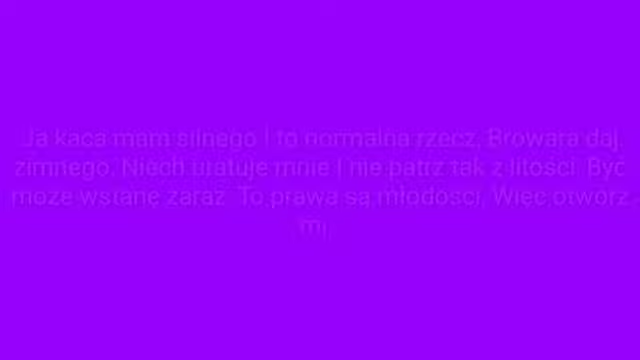 Ja kaca mam silnego I to normalna rzecz, Browara daj
zimnego, Niech uratuje mnie I nie patrz tak z litości Być
może wstanę zaraz To prawa są młodości, Więc otwórz
mi